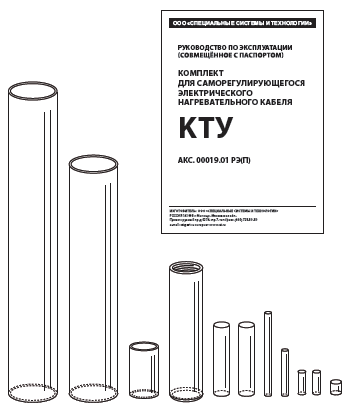 ООО «СПЕЦИАЛЬНЫЕ СИСТЕМЫ И ТЕХНОЛОГИИ»
РУКОВОДСТВО ПО ЭКСПЛУАТАЦИИ
(СОВМЕЩЁННОЕ С ПАСПОРТОМ)
КОМПЛЕКТ
ДЛЯ САМОРЕГУЛИРУЮЩЕГОСЯ
ЭЛЕКТРИЧЕСКОГО
НАГРЕВАТЕЛЬНОГО КАБЕЛЯ
КТУ
АКС. 00019.01 РЭ(П)
ИЗГОТОВИТЕЛЬ: ООО «СПЕЦИАЛЬНЫЕ СИСТЕМЫ И ТЕХНОЛОГИИ»